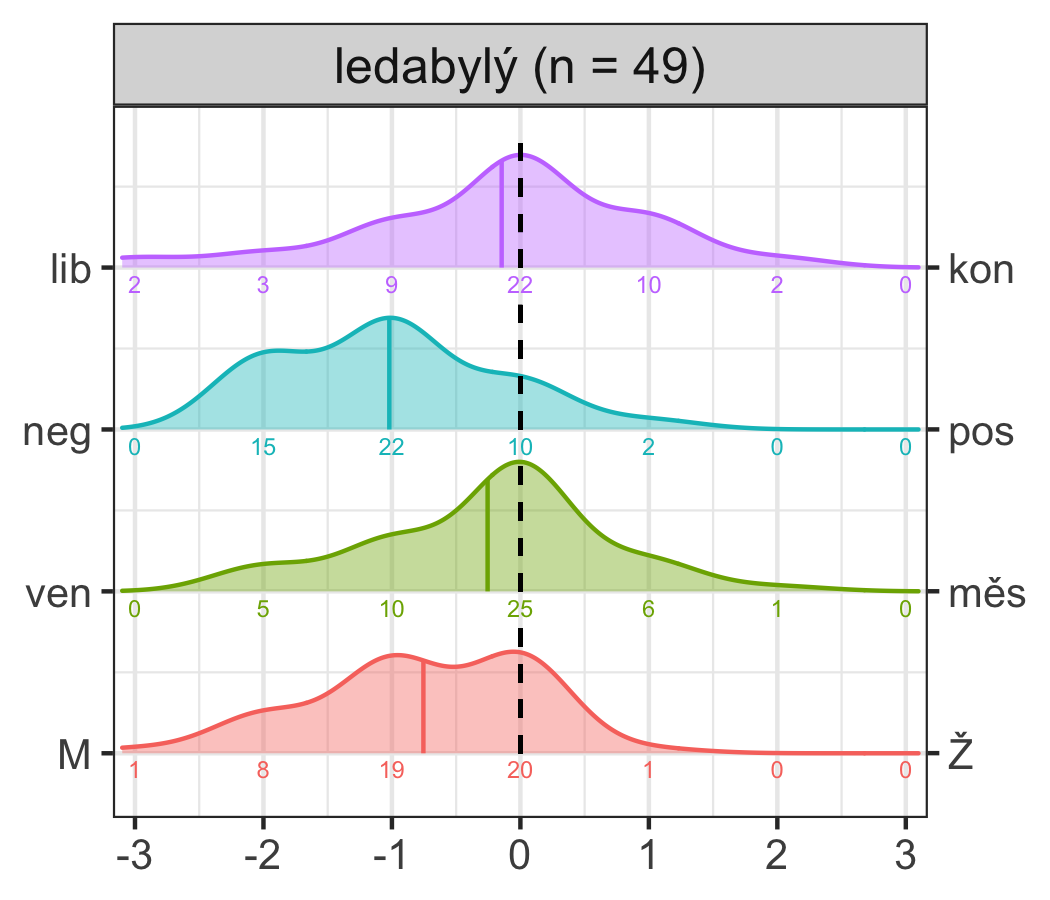 ledabylý (n = 49)
lib kon
2 3 9 22 10 2 0
neg pos
0 15 22 10 2 0 0
ven měs
0 5 10 25 6 1 0
M Ž
1 8 19 20 1 0 0
-3 -2 -1 0 1 2 3